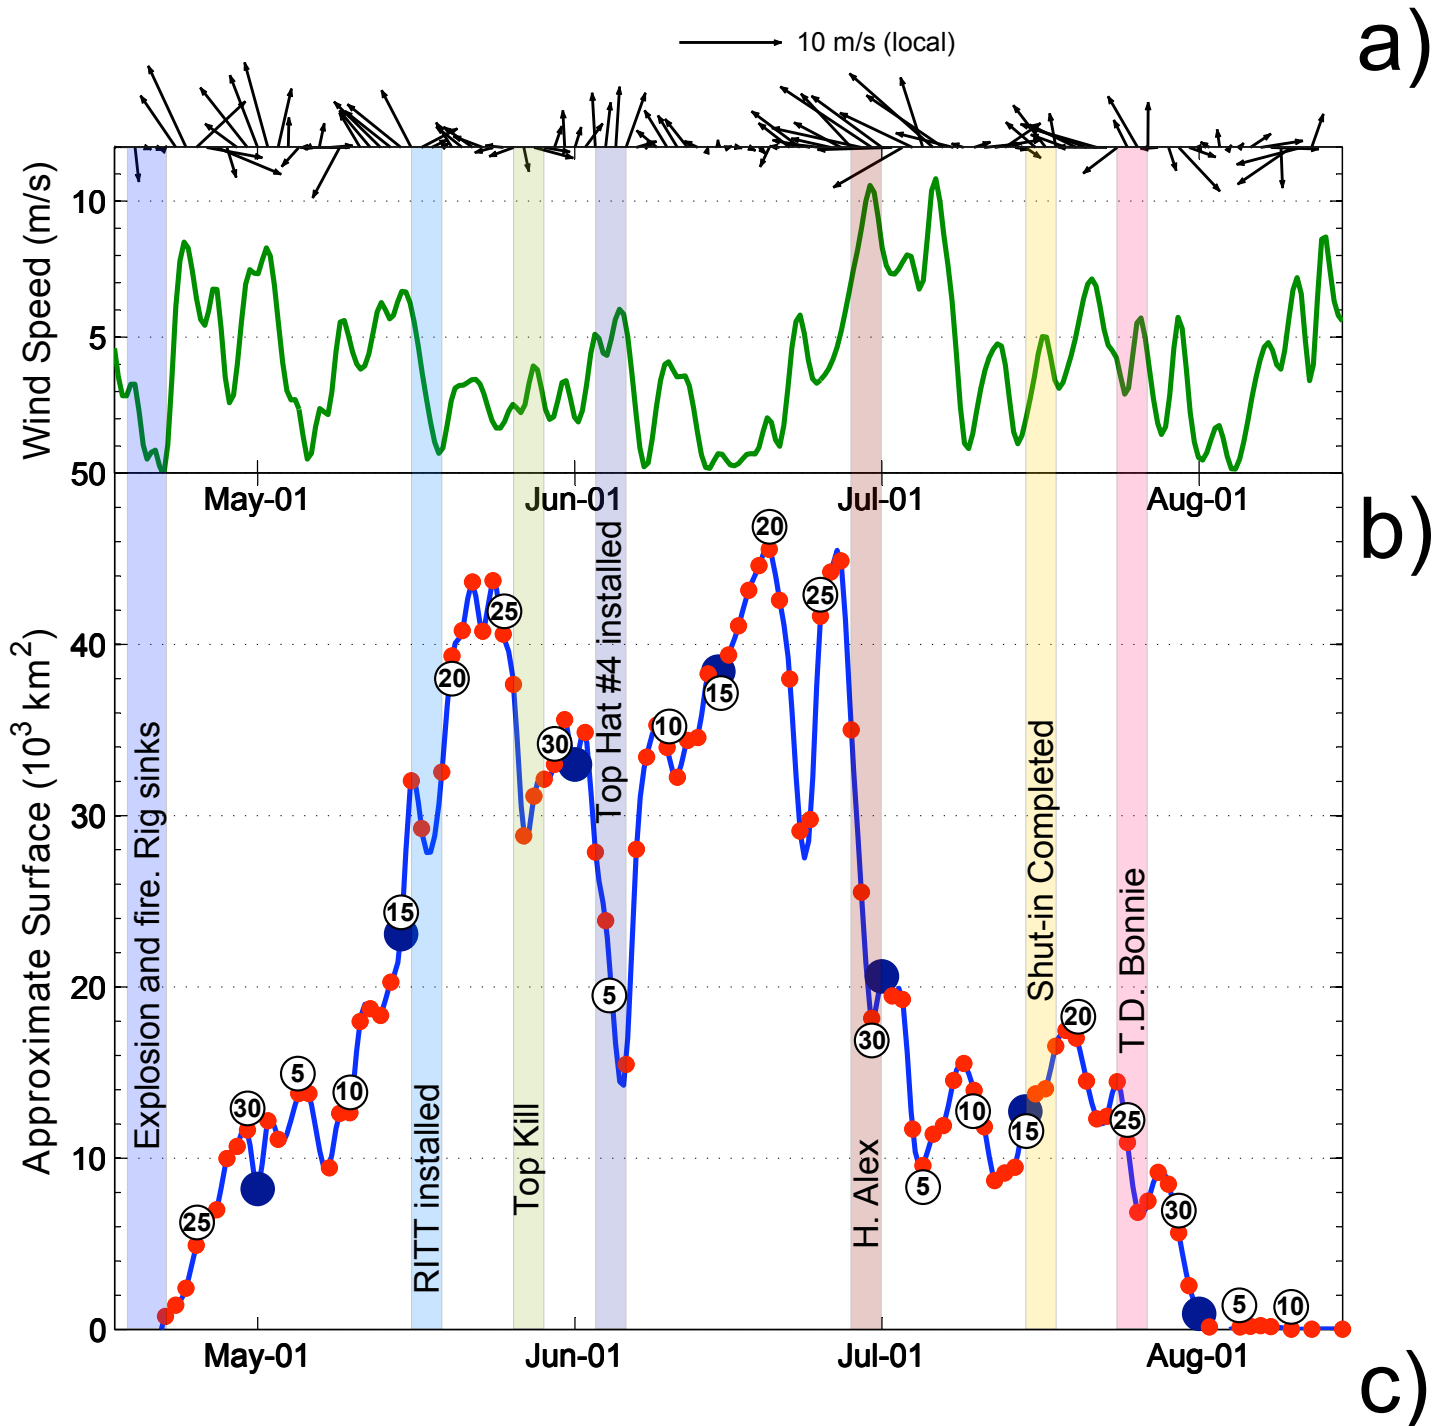 10 m/s (local)
a)
Wind Speed (m/s)
10
5
50
May-01
Jun-01
Jul-01
Aug-01
b)
Approximate Surface (10³ km²)
40
30
20
10
0
Explosion and fire. Rig sinks
RITT installed
Top Kill
Top Hat #4 installed
H. Alex
Shut-in Completed
T.D. Bonnie
25
30
5
10
15
20
25
30
5
10
15
20
25
30
5
10
15
20
25
30
5
10
May-01
Jun-01
Jul-01
Aug-01
c)